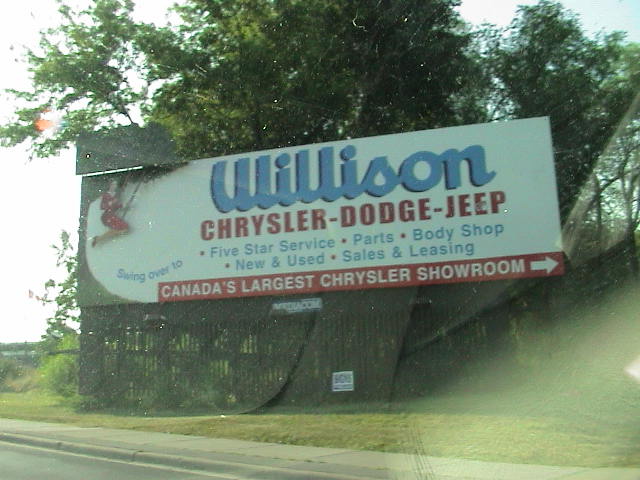 Willison
CHRYSLER-DODGE-JEEP
• Five Star Service • Parts • Body Shop
• New & Used • Sales & Leasing
Swing over to
CANADA'S LARGEST CHRYSLER SHOWROOM